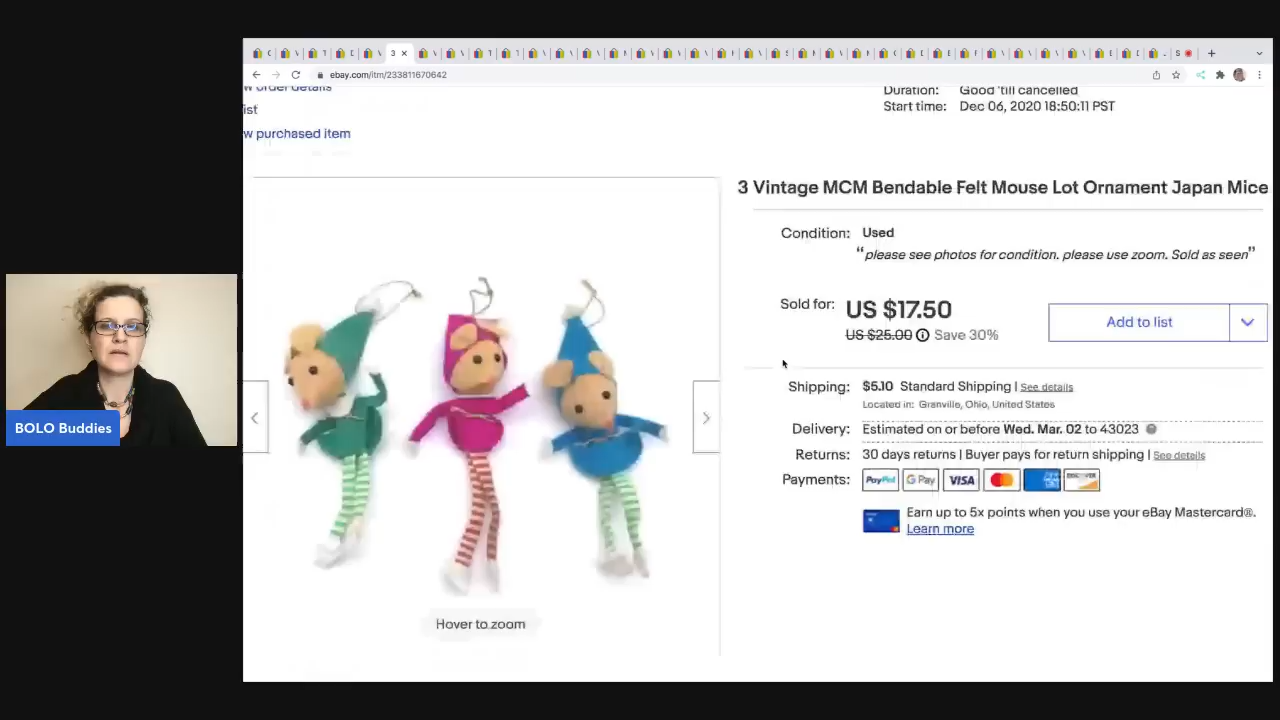 3
ebay.com/itm/233811670642
w order details
Duration: Good 'till cancelled
ist
Start time: Dec 06, 2020 18:50:11 PST
w purchased item
3 Vintage MCM Bendable Felt Mouse Lot Ornament Japan Mice
Condition: Used
“please see photos for condition. please use zoom. Sold as seen”
Sold for: US $17.50
US $25.00 Save 30%
Add to list
Shipping: $5.10 Standard Shipping | See details
Located in: Granville, Ohio, United States
Delivery: Estimated on or before Wed. Mar. 02 to 43023
Returns: 30 days returns | Buyer pays for return shipping | See details
Payments: PayPal G Pay VISA
Earn up to 5x points when you use your eBay Mastercard®.
Learn more
Hover to zoom
BOLO Buddies